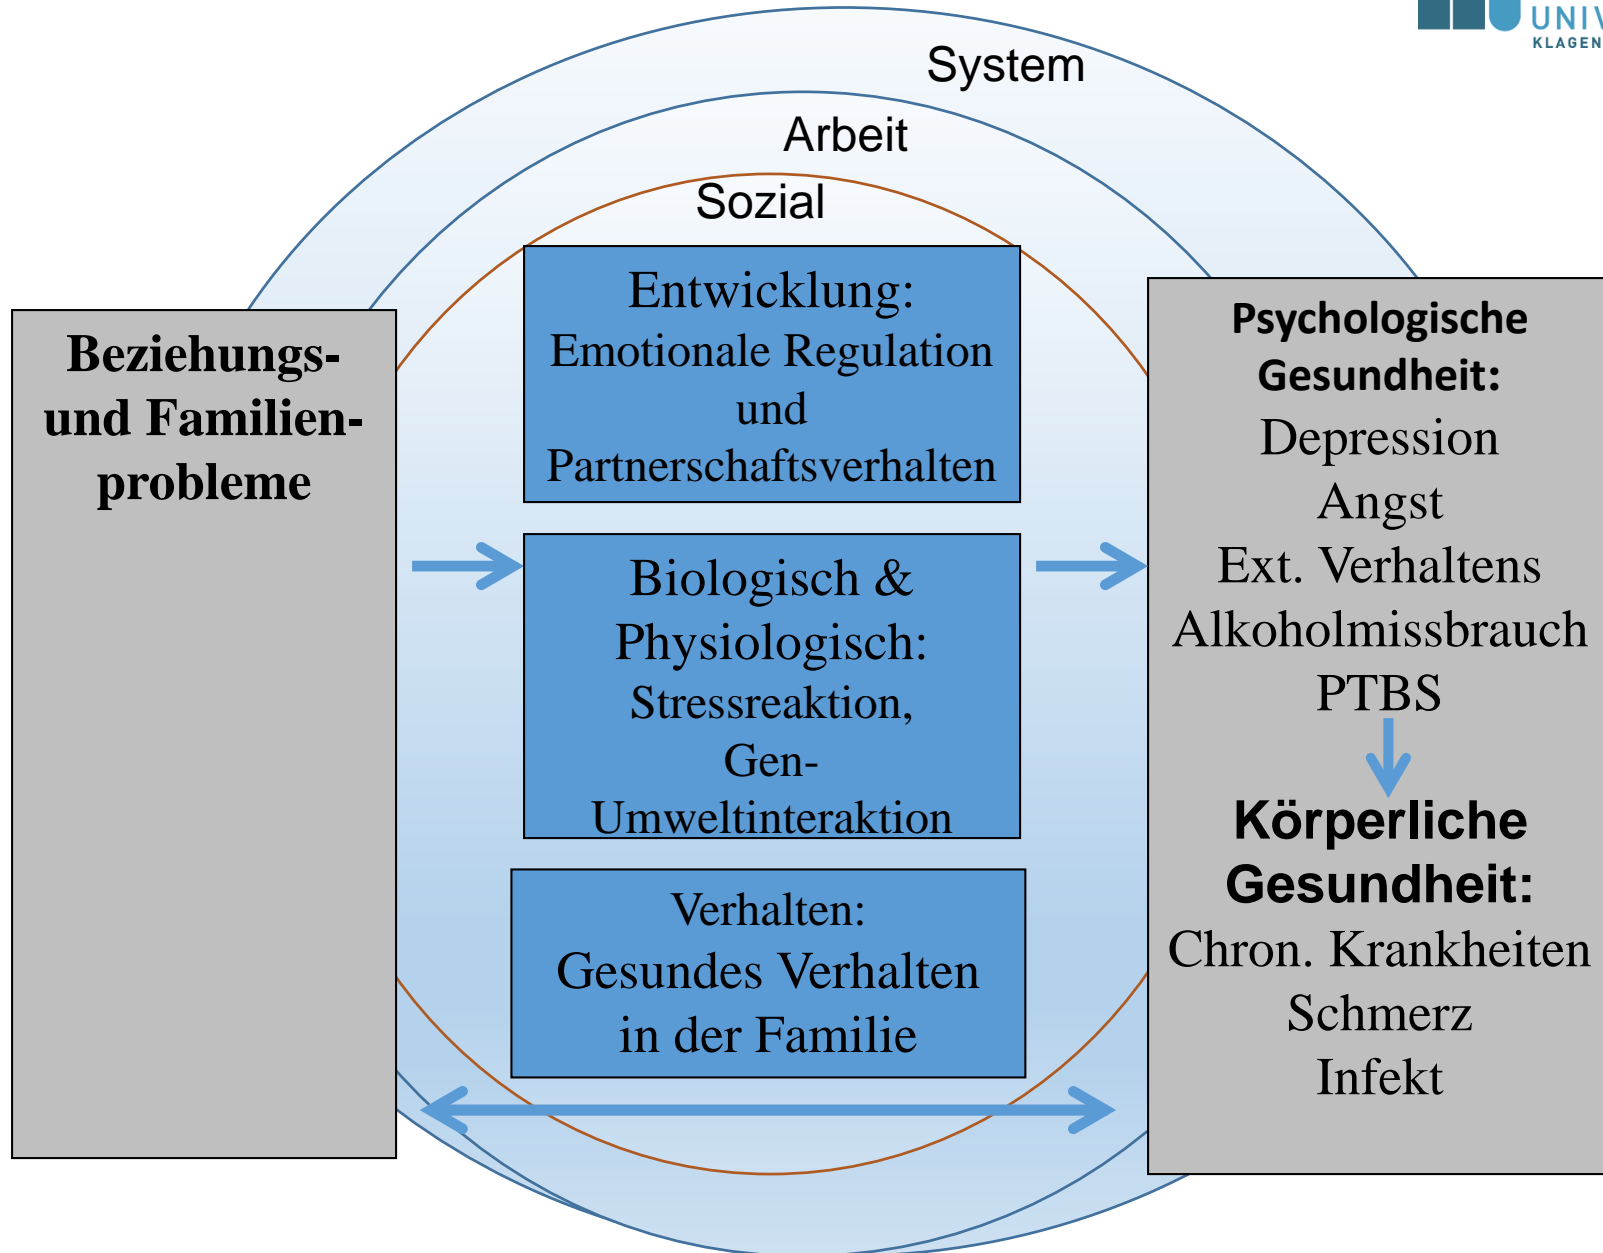 System
Arbeit
Sozial
Beziehungs-
und Familien-
probleme
Entwicklung:
Emotionale Regulation
und
Partnerschaftsverhalten
Biologisch &
Physiologisch:
Stressreaktion,
Gen-
Umweltinteraktion
Verhalten:
Gesundes Verhalten
in der Familie
Psychologische
Gesundheit:
Depression
Angst
Ext. Verhaltens
Alkoholmissbrauch
PTBS
Körperliche
Gesundheit:
Chron. Krankheiten
Schmerz
Infekt